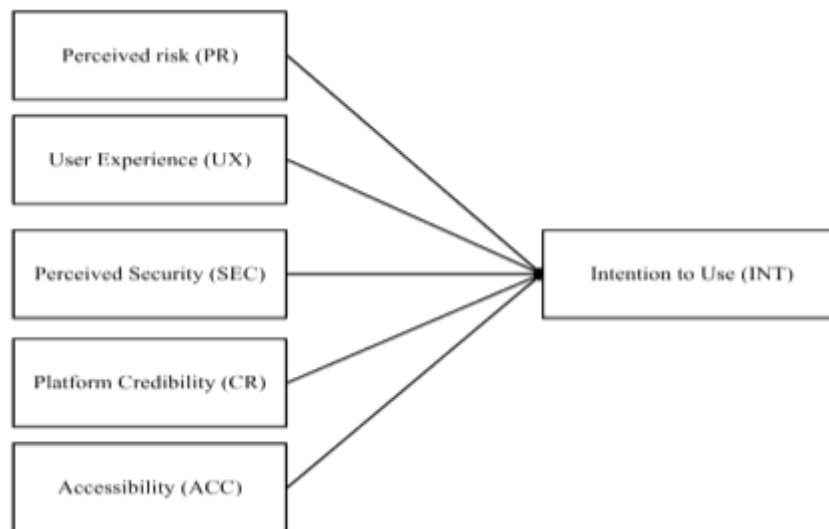 Perceived risk (PR)
User Experience (UX)
Perceived Security (SEC)
Intention to Use (INT)
Platform Credibility (CR)
Accessibility (ACC)